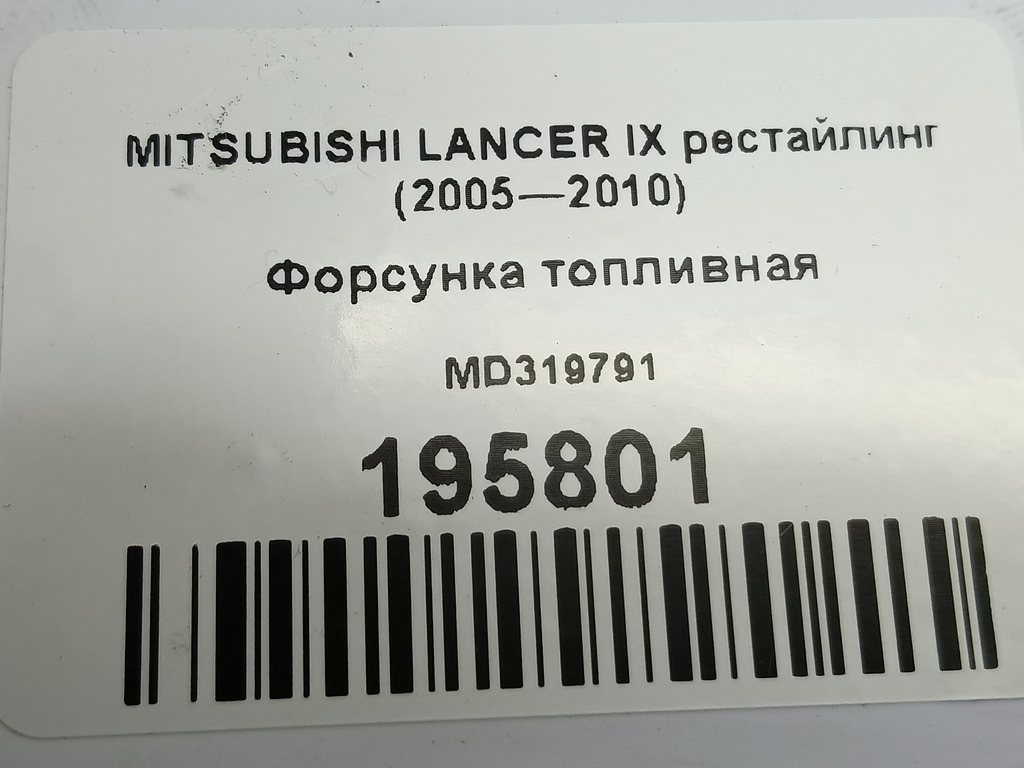 MITSUBISHI LANCER IX рестайлинг
(2005—2010)
Форсунка топливная
MD319791
195801